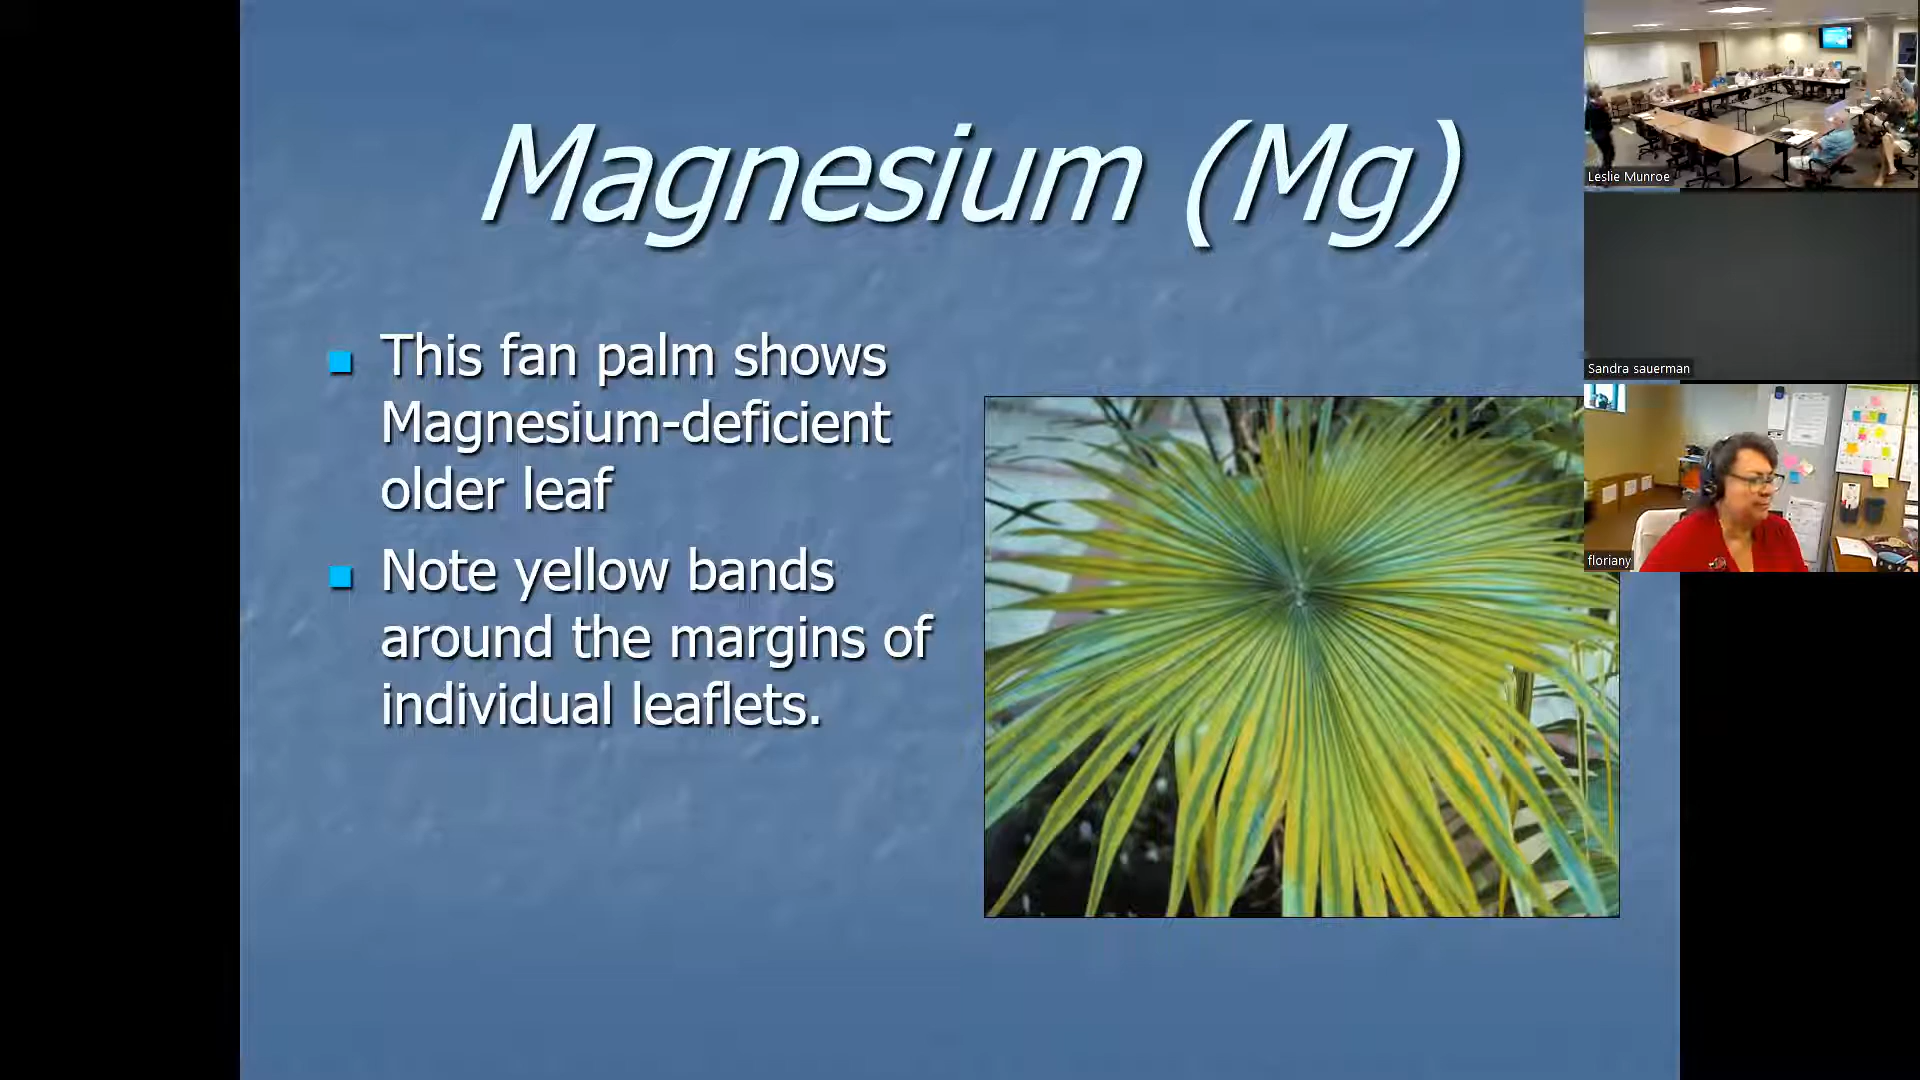 Magnesium (Mg)
This fan palm shows
Magnesium-deficient
older leaf
Note yellow bands
around the margins of
individual leaflets.
Leslie Munroe
Sandra sauerman
floriany